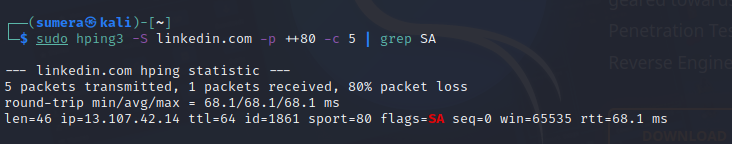 (sumera㉿kali)-[~]
$ sudo hping3 -S linkedin.com -p ++80 -c 5 | grep SA
--- linkedin.com hping statistic ---
5 packets transmitted, 1 packets received, 80% packet loss
round-trip min/avg/max = 68.1/68.1/68.1 ms
len=46 ip=13.107.42.14 ttl=64 id=1861 sport=80 flags=SA seq=0 win=65535 rtt=68.1 ms
geared toward
Penetration Te
Reverse Engine
DOWNLOAD